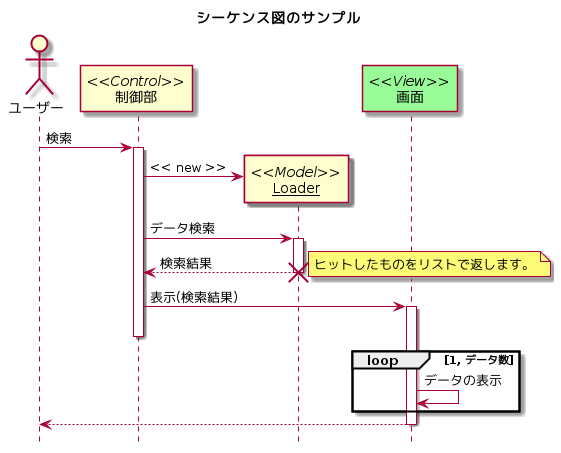 シーケンス図のサンプル
ユーザー
<<Control>>
制御部
<<View>>
画面
検索
<< new >>
<<Model>>
Loader
データ検索
検索結果
ヒットしたものをリストで返します。
表示(検索結果)
loop
[1, データ数]
データの表示